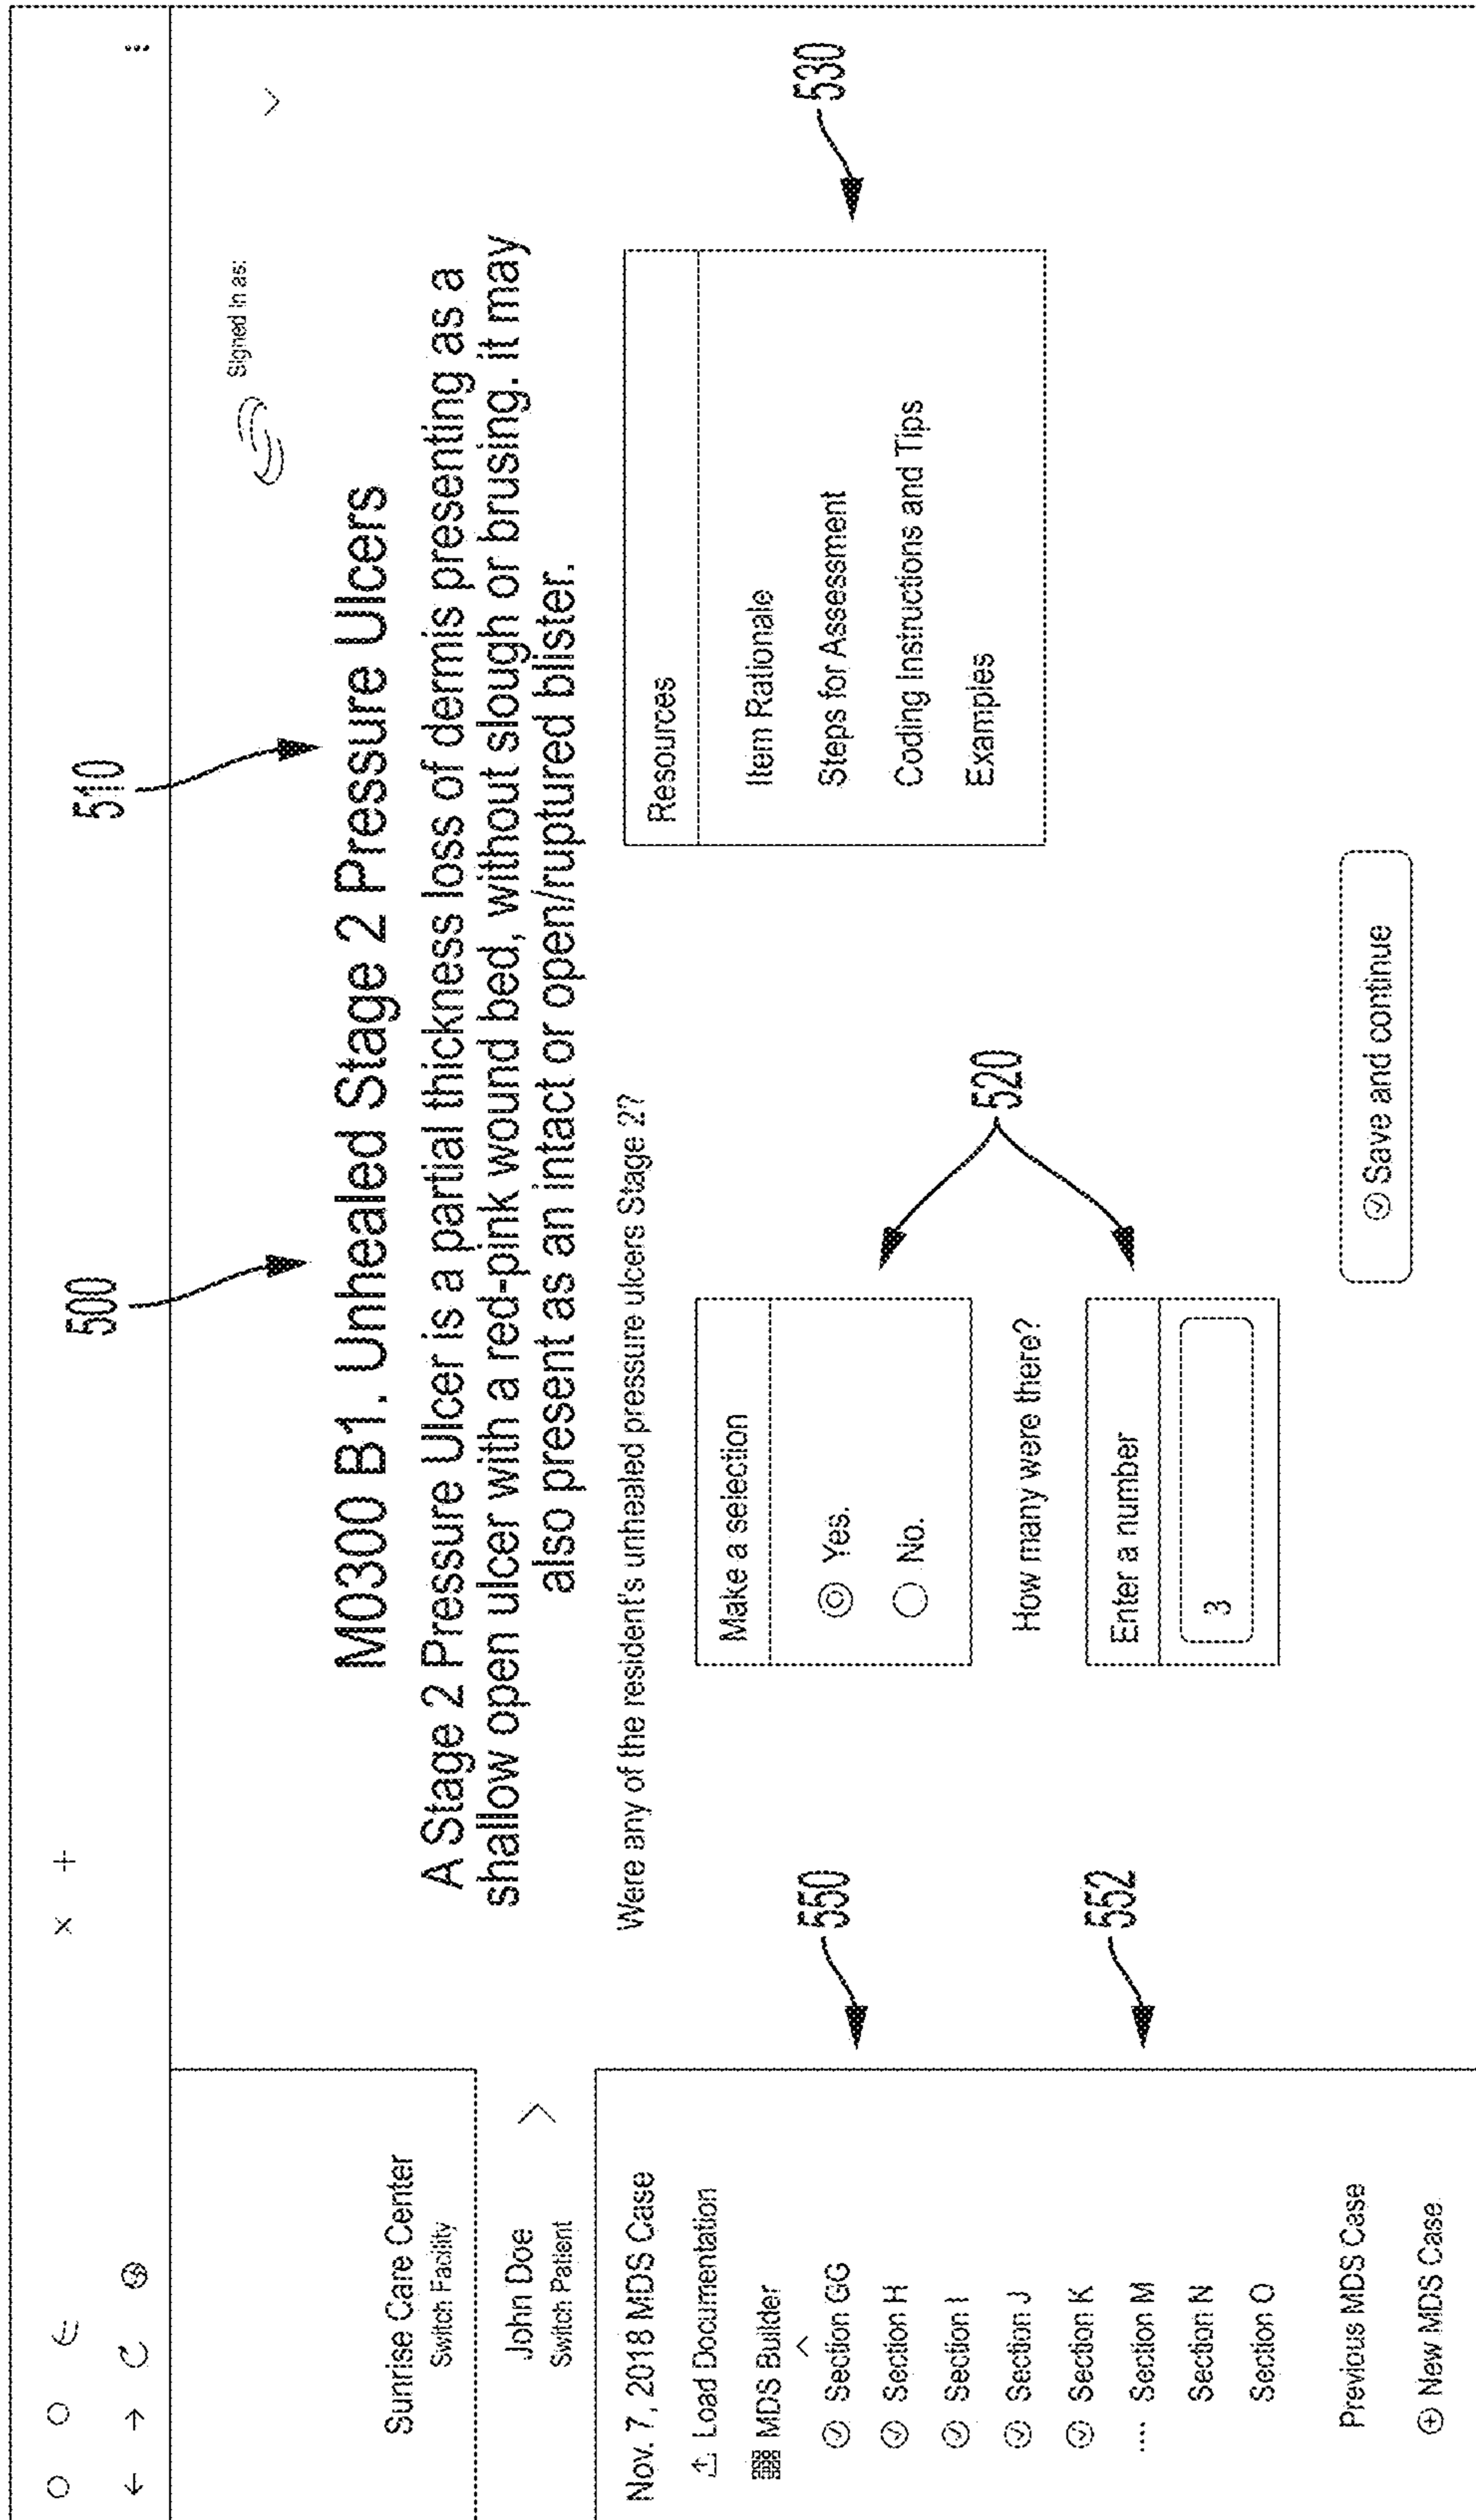 500
510
Signed in as:
Sunrise Care Center
Switch Facility
John Doe
Switch Patient
Nov. 7, 2018 MDS Case
Load Documentation
MDS Builder
Section GG
Section H
Section I
Section J
Section K
Section M
Section N
Section O
Previous MDS Case
New MDS Case
M0300 B1. Unhealed Stage 2 Pressure Ulcers
A Stage 2 Pressure Ulcer is a partial thickness loss of dermis presenting as a
shallow open ulcer with a red-pink wound bed, without slough or brusing. it may
also present as an intact or open/ruptured blister.
Were any of the resident's unhealed pressure ulcers Stage 2?
550
552
Make a selection
Yes.
No.
How many were there?
Enter a number
3
520
Resources
Item Rationale
Steps for Assessment
Coding Instructions and Tips
Examples
530
Save and continue